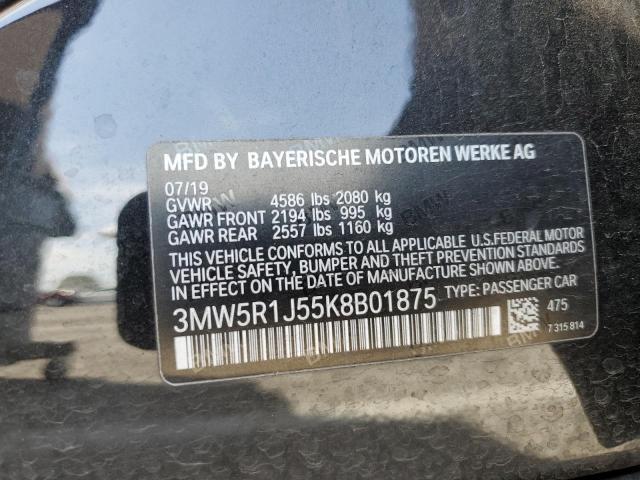 MFD BY BAYERISCHE MOTOREN WERKE AG
07/19
GVWR 4586 lbs 2080 kg
GAWR FRONT 2194 lbs 995 kg
GAWR REAR 2557 lbs 1160 kg
THIS VEHICLE CONFORMS TO ALL APPLICABLE U.S. FEDERAL MOTOR
VEHICLE SAFETY, BUMPER AND THEFT PREVENTION STANDARDS
IN EFFECT ON THE DATE OF MANUFACTURE SHOWN ABOVE.
3MW5R1J55K8B01875 TYPE: PASSENGER CAR
475
7 315 814